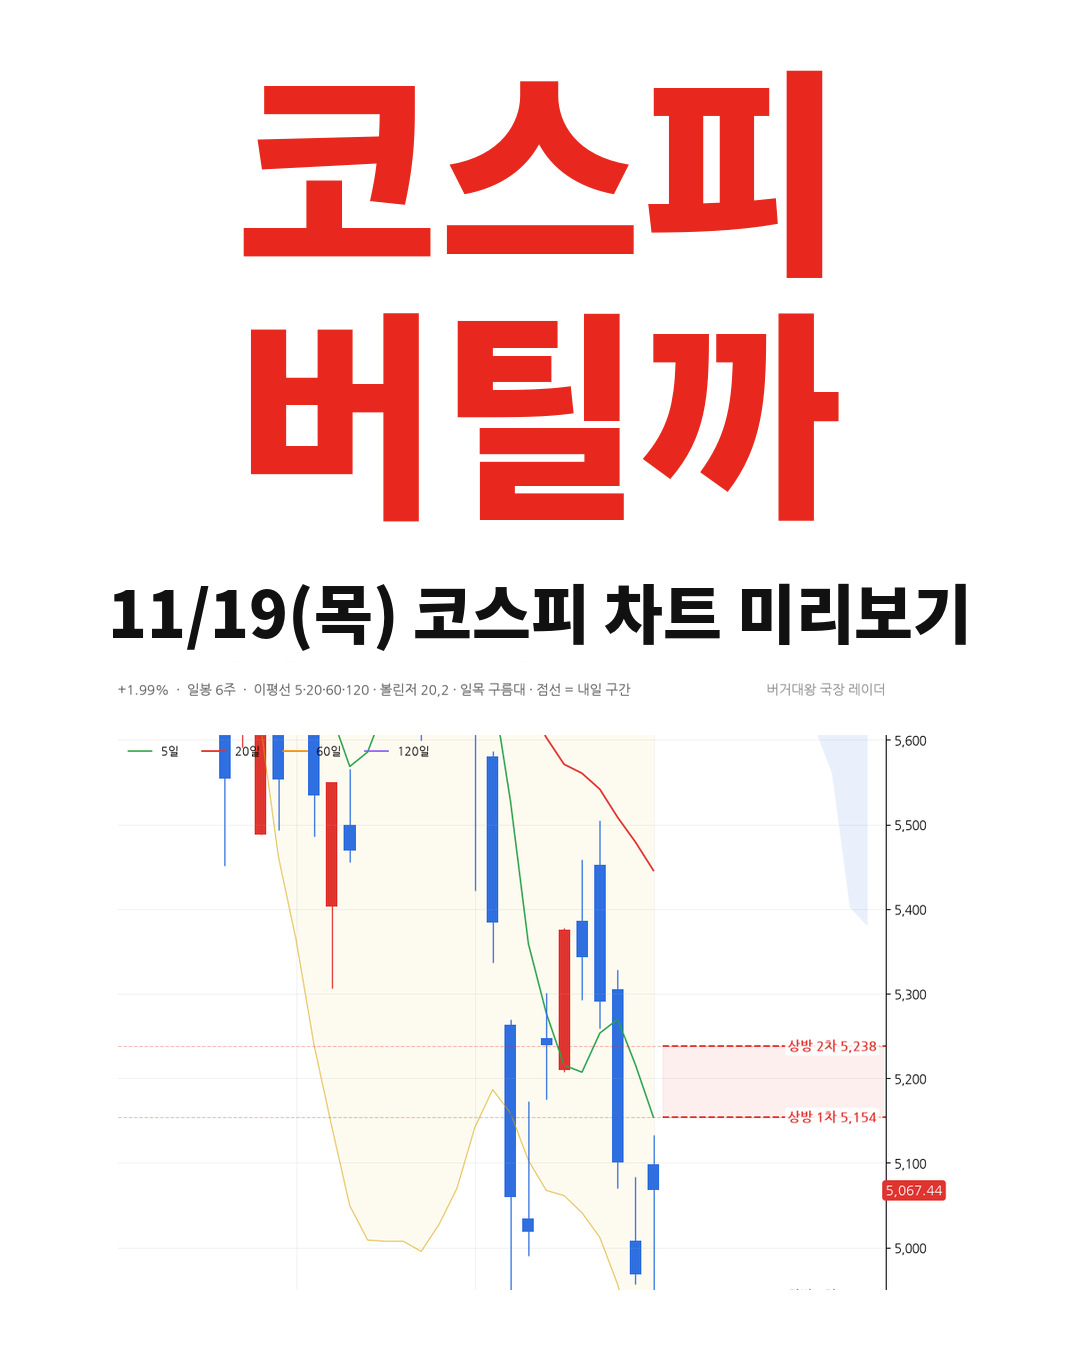 코스피
버틸까
11/19(목) 코스피 차트 미리보기
+1.99% · 일봉 6주 · 이평선 5·20·60·120 · 볼린저 20,2 · 일목 구름대 · 점선 = 내일 구간
버거대왕 국장 레이더
5일 20일 60일 120일
5,600
5,500
5,400
5,300
상방 2차 5,238
5,200
상방 1차 5,154
5,100
5,067.44
5,000